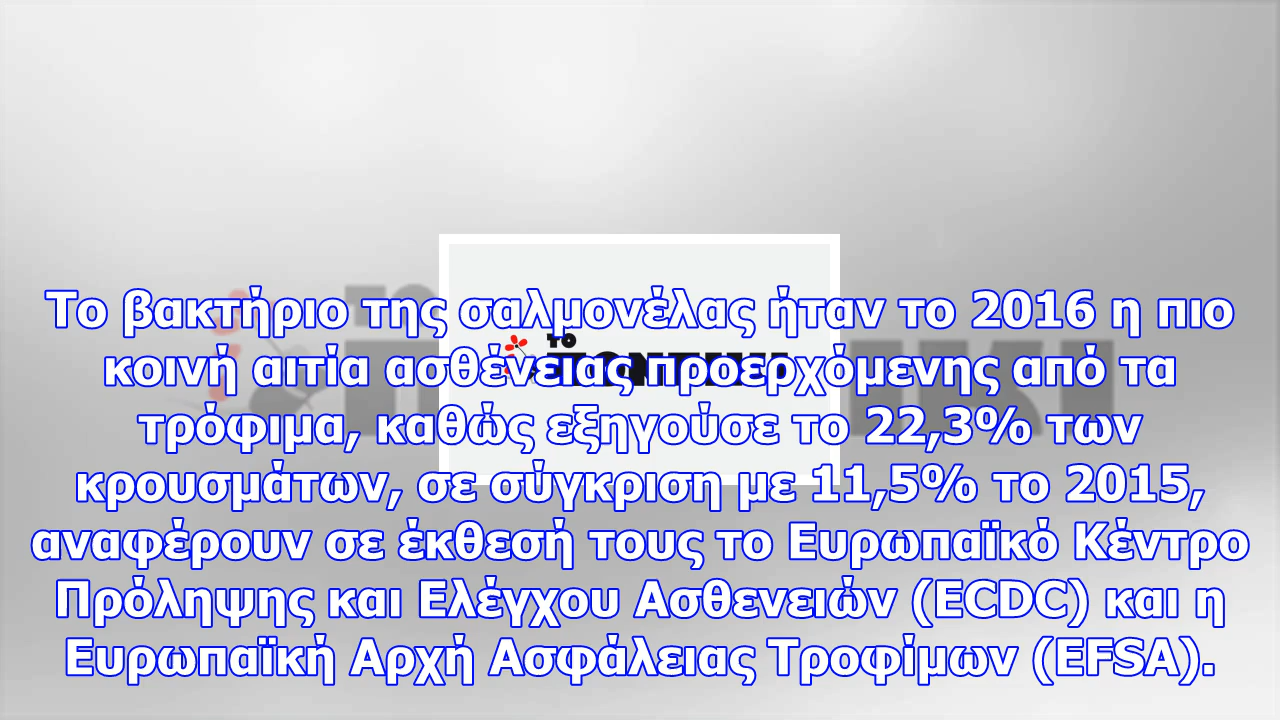 Το βακτήριο της σαλμονέλας ήταν το 2016 η πιο
κοινή αιτία ασθένειας προερχόμενης από τα
τρόφιμα, καθώς εξηγούσε το 22,3% των
κρουσμάτων, σε σύγκριση με 11,5% το 2015,
αναφέρουν σε έκθεσή τους το Ευρωπαϊκό Κέντρο
Πρόληψης και Ελέγχου Ασθενειών (ECDC) και η
Ευρωπαϊκή Αρχή Ασφάλειας Τροφίμων (EFSA).
το
ΠΟΝΤΙΚΙ